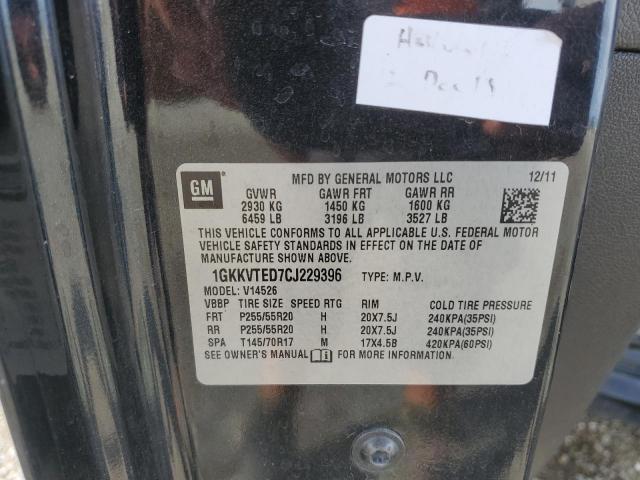 GM
MFD BY GENERAL MOTORS LLC 12/11
GVWR GAWR FRT GAWR RR
2930 KG 1450 KG 1600 KG
6459 LB 3196 LB 3527 LB
THIS VEHICLE CONFORMS TO ALL APPLICABLE U.S. FEDERAL MOTOR
VEHICLE SAFETY STANDARDS IN EFFECT ON THE DATE OF
MANUFACTURE SHOWN ABOVE.
1GKKVTED7CJ229396 TYPE: M.P.V.
MODEL: V14526
VBBP TIRE SIZE SPEED RTG RIM COLD TIRE PRESSURE
FRT P255/55R20 H 20X7.5J 240KPA(35PSI)
RR P255/55R20 H 20X7.5J 240KPA(35PSI)
SPA T145/70R17 M 17X4.5B 420KPA(60PSI)
SEE OWNER'S MANUAL FOR MORE INFORMATION.